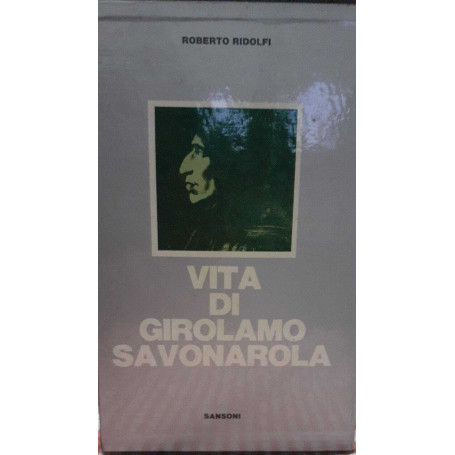 ROBERTO RIDOLFI
VITA
DI
GIROLAMO
SAVONAROLA
SANSONI